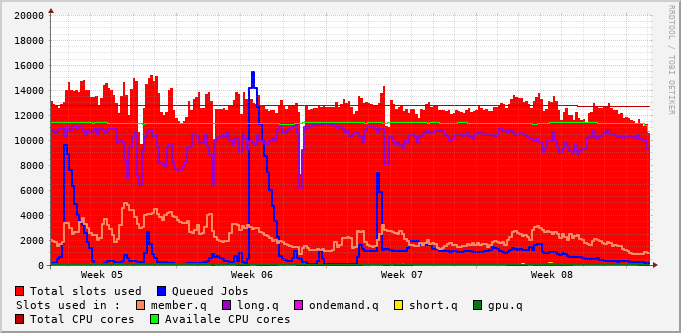 20000
18000
16000
14000
12000
10000
8000
6000
4000
2000
0
Week 05 Week 06 Week 07 Week 08
Total slots used Queued Jobs
Slots used in : member.q long.q ondemand.q short.q gpu.q
Total CPU cores Availale CPU cores
RRDTOOL / TOBI OETIKER